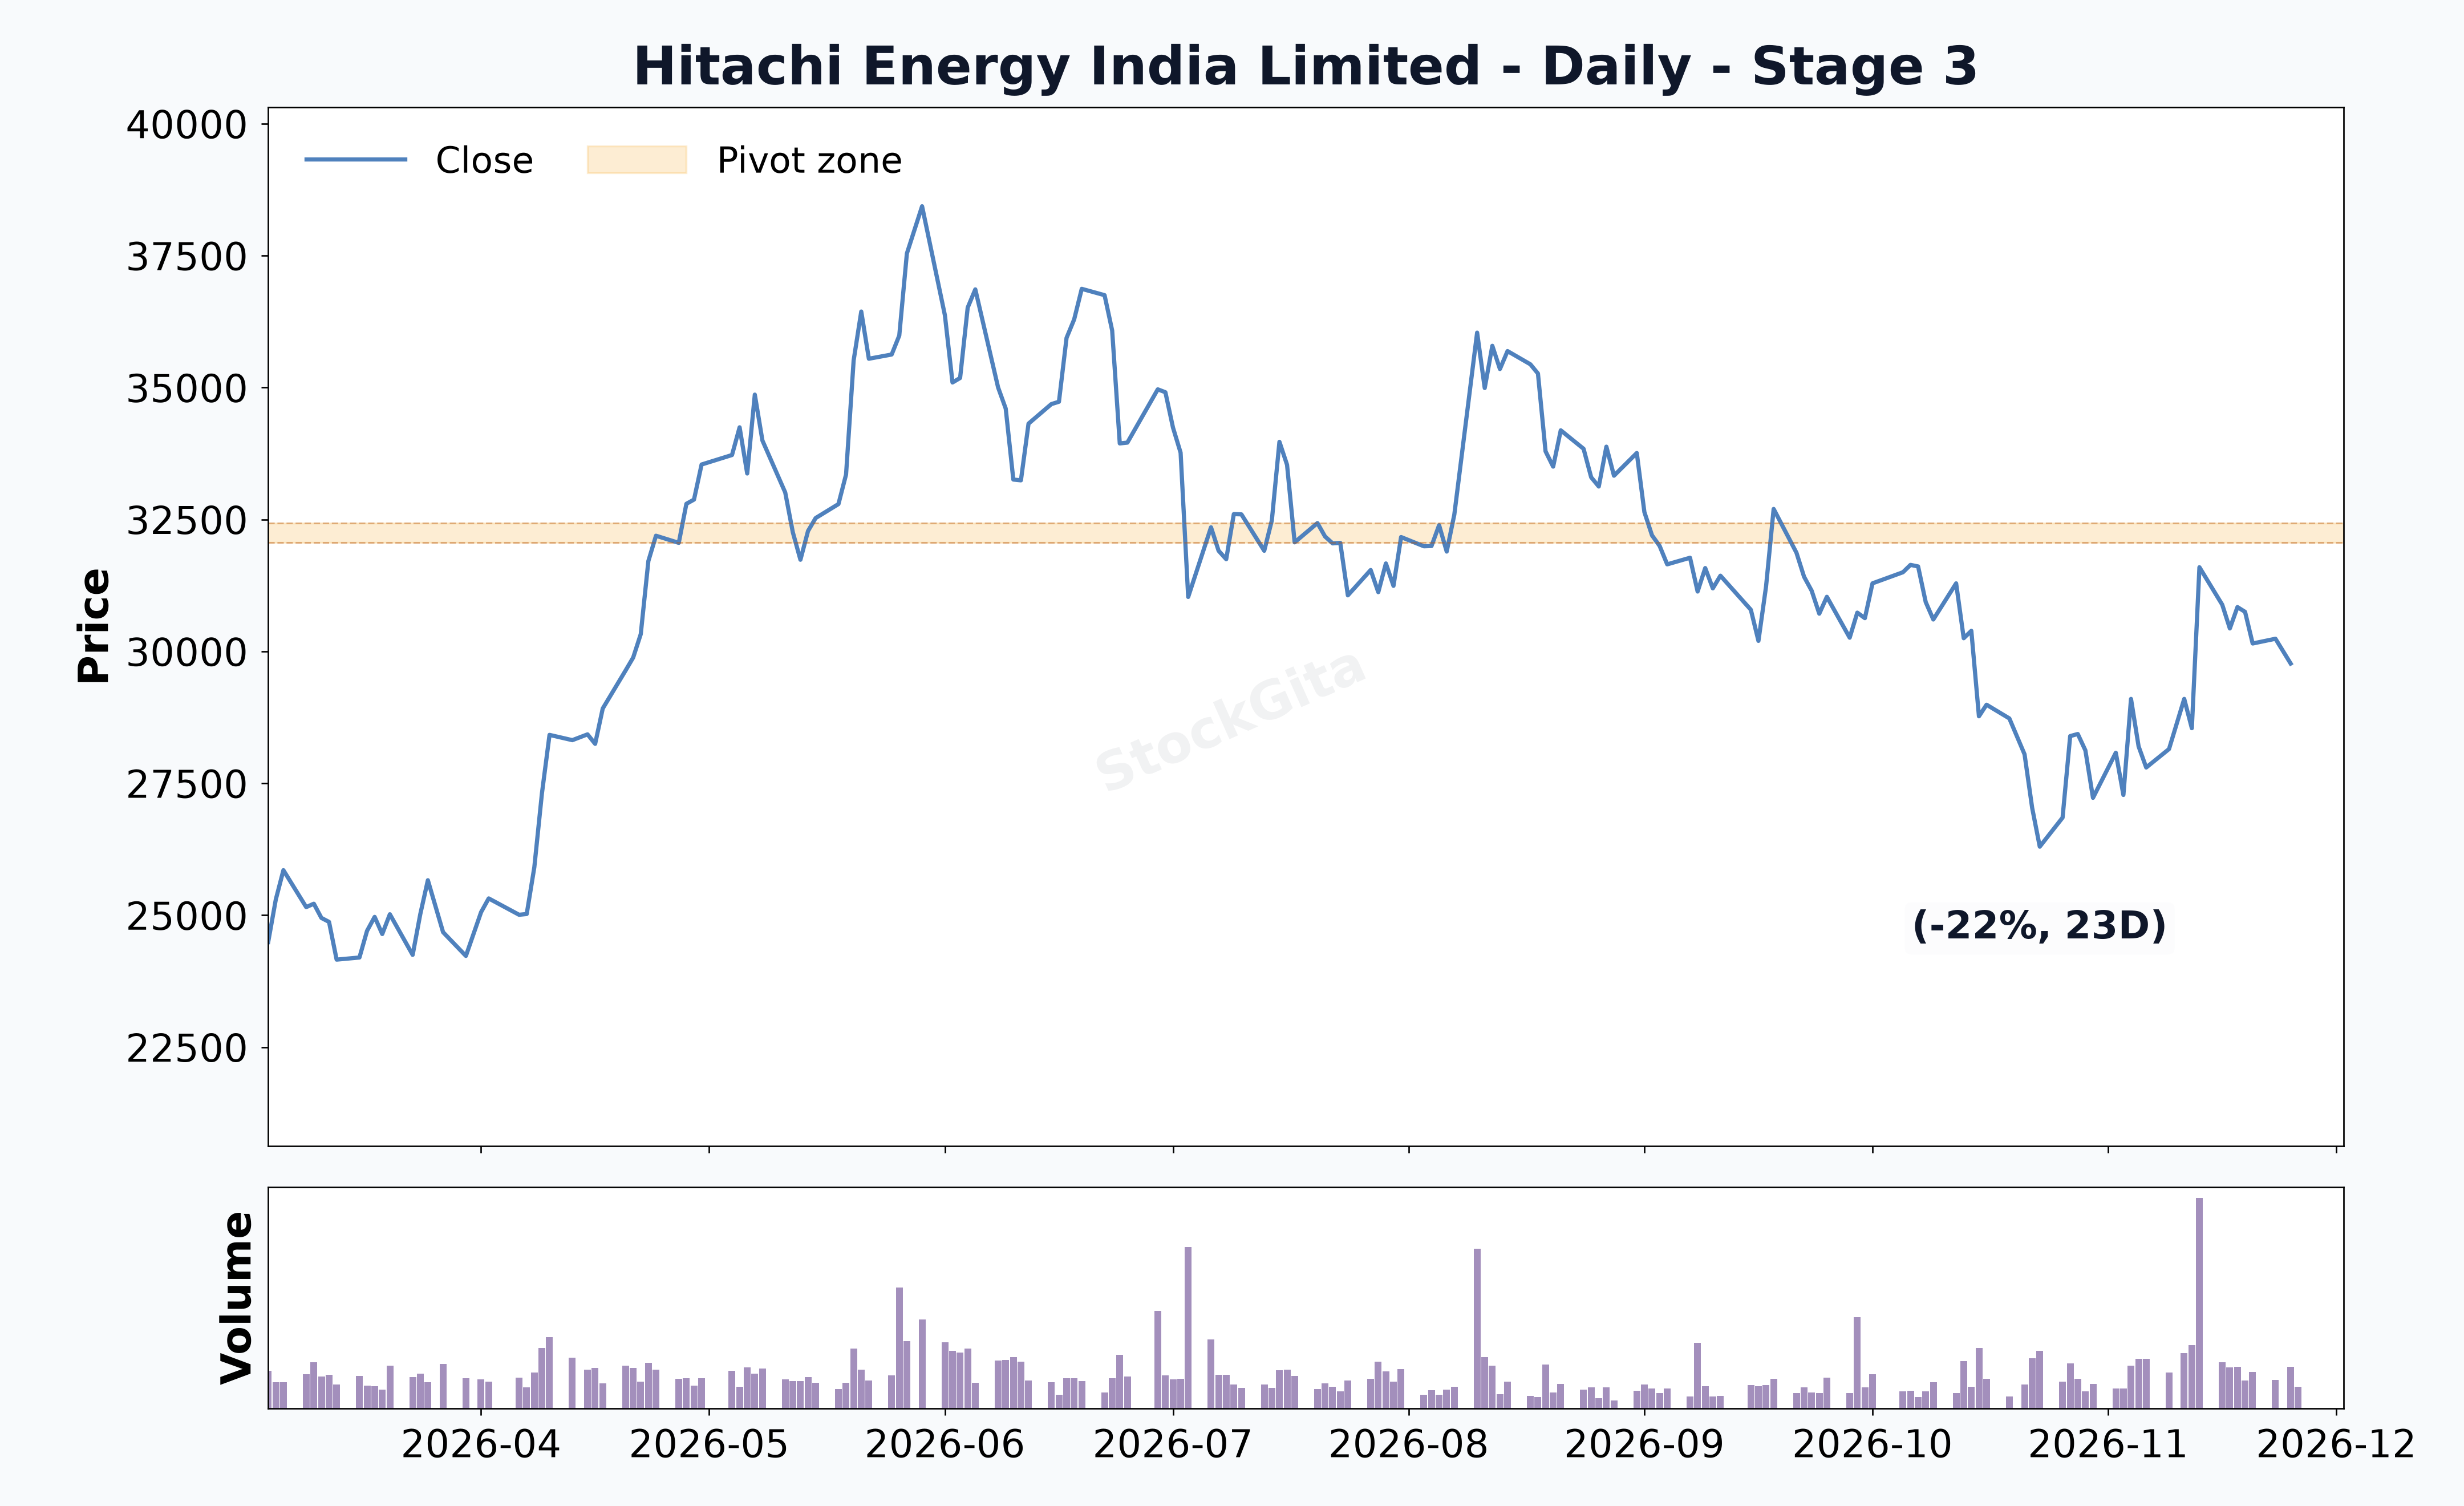 Hitachi Energy India Limited - Daily - Stage 3
Close
Pivot zone
Price
40000
37500
35000
32500
30000
27500
25000
22500
StockGita
(-22%, 23D)
Volume
2026-04
2026-05
2026-06
2026-07
2026-08
2026-09
2026-10
2026-11
2026-12